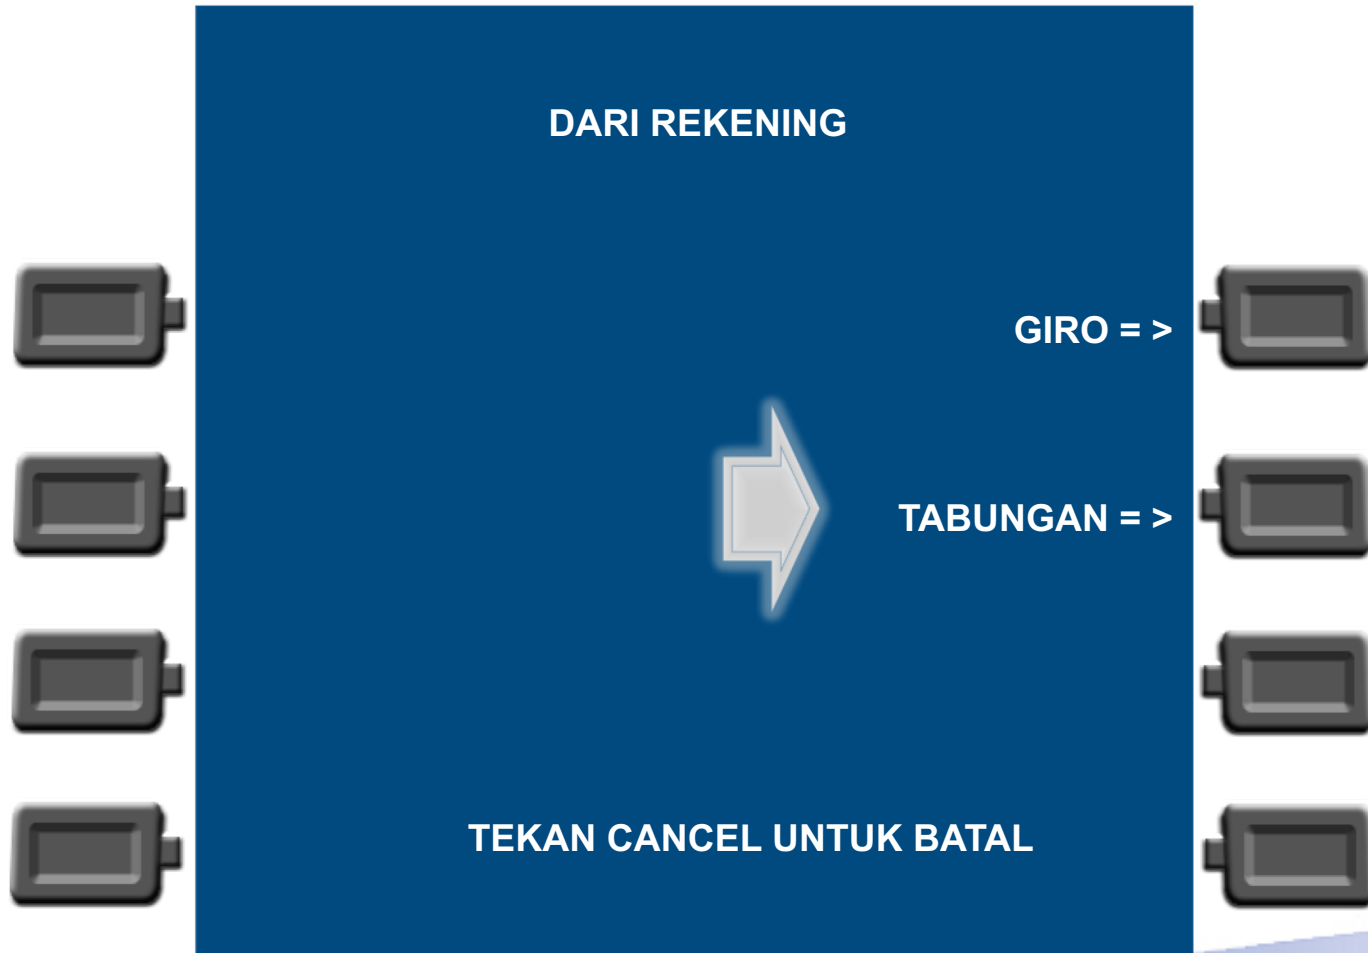 DARI REKENING
GIRO = >
TABUNGAN = >
TEKAN CANCEL UNTUK BATAL